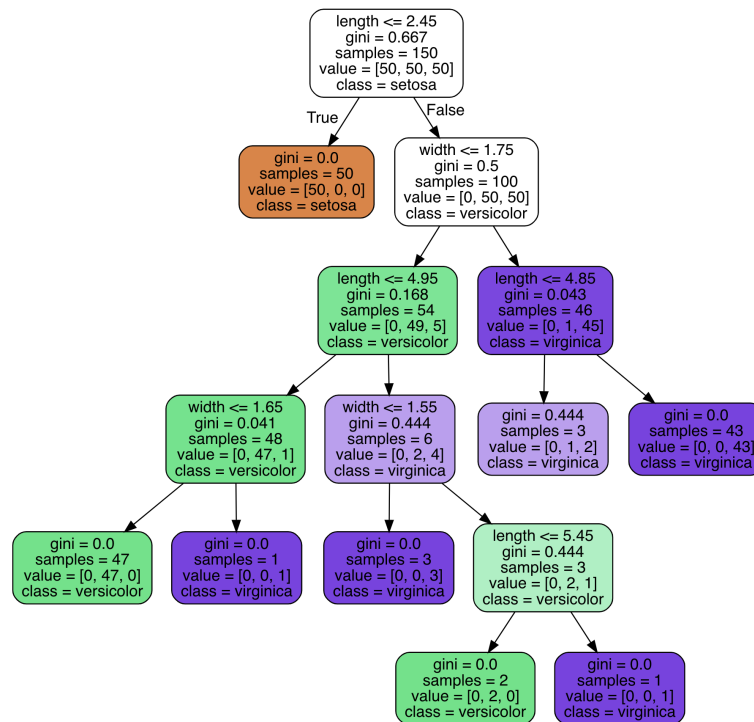 length <= 2.45
gini = 0.667
samples = 150
value = [50, 50, 50]
class = setosa
True
False
gini = 0.0
samples = 50
value = [50, 0, 0]
class = setosa
width <= 1.75
gini = 0.5
samples = 100
value = [0, 50, 50]
class = versicolor
length <= 4.95
gini = 0.168
samples = 54
value = [0, 49, 5]
class = versicolor
length <= 4.85
gini = 0.043
samples = 46
value = [0, 1, 45]
class = virginica
width <= 1.65
gini = 0.041
samples = 48
value = [0, 47, 1]
class = versicolor
width <= 1.55
gini = 0.444
samples = 6
value = [0, 2, 4]
class = virginica
gini = 0.444
samples = 3
value = [0, 1, 2]
class = virginica
gini = 0.0
samples = 43
value = [0, 0, 43]
class = virginica
gini = 0.0
samples = 47
value = [0, 47, 0]
class = versicolor
gini = 0.0
samples = 1
value = [0, 0, 1]
class = virginica
gini = 0.0
samples = 3
value = [0, 0, 3]
class = virginica
length <= 5.45
gini = 0.444
samples = 3
value = [0, 2, 1]
class = versicolor
gini = 0.0
samples = 2
value = [0, 2, 0]
class = versicolor
gini = 0.0
samples = 1
value = [0, 0, 1]
class = virginica